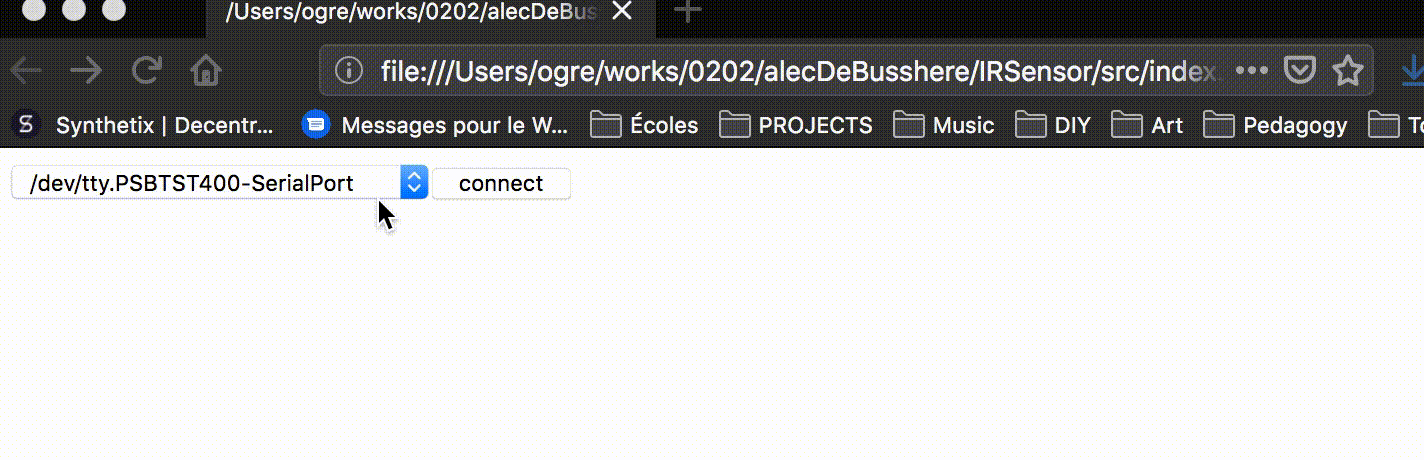 /Users/ogre/works/0202/alecDeBus
file:///Users/ogre/works/0202/alecDeBusshere/IRSensor/src/index.
Synthetix | Decentr... Messages pour le W... Écoles PROJECTS Music DIY Art Pedagogy
/dev/tty.PSBTST400-SerialPort connect